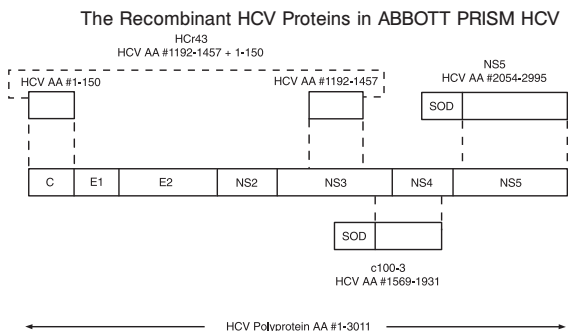 The Recombinant HCV Proteins in ABBOTT PRISM HCV
HCr43
HCV AA #1192-1457 + 1-150
HCV AA #1-150
HCV AA #1192-1457
NS5
HCV AA #2054-2995
SOD
C
E1
E2
NS2
NS3
NS4
NS5
SOD
c100-3
HCV AA #1569-1931
HCV Polyprotein AA #1-3011